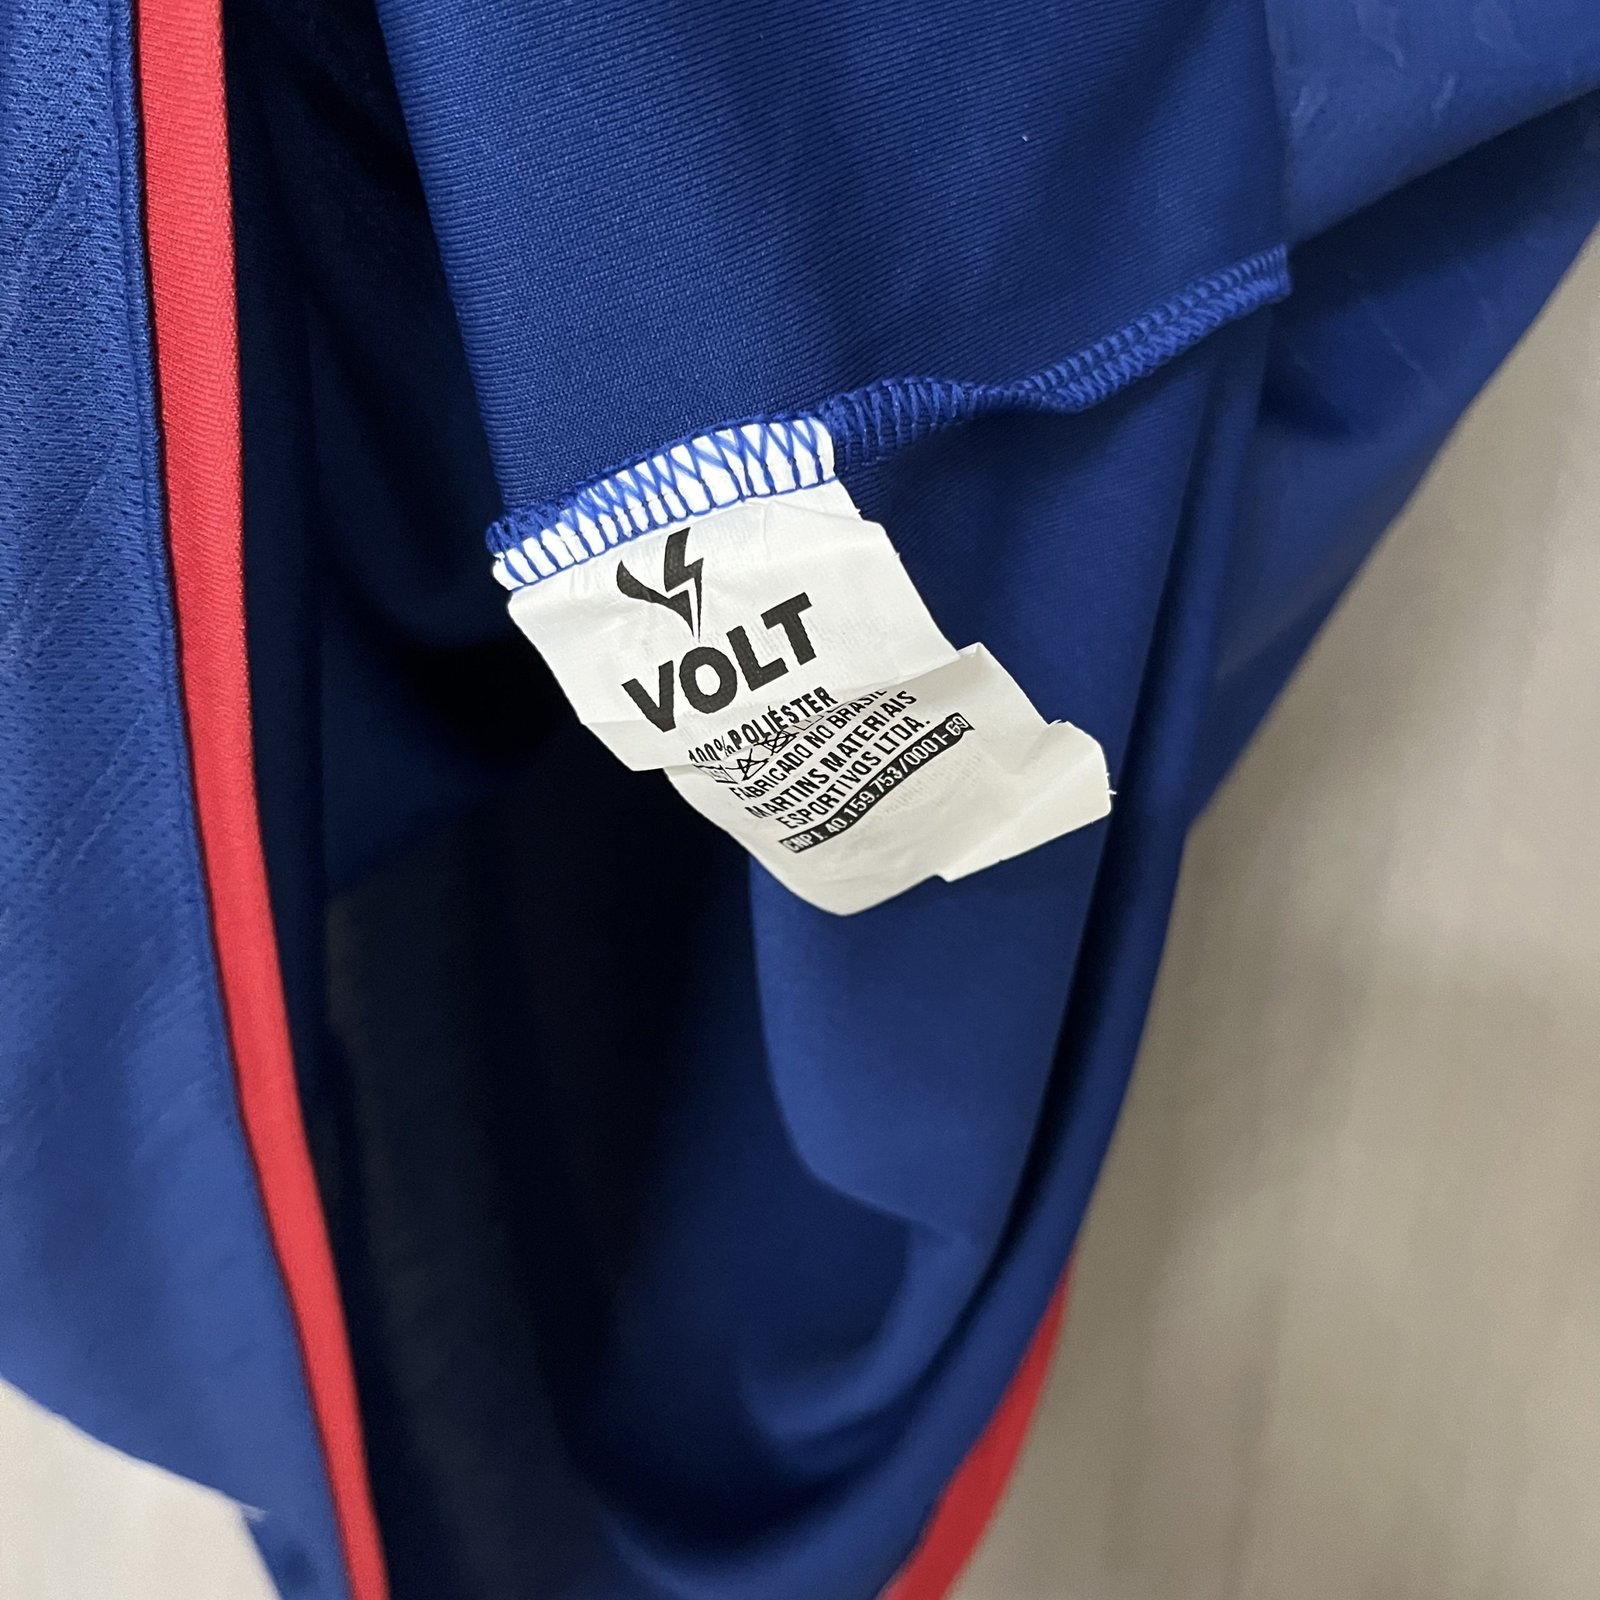 VOLT
100% POLIÉSTER
FABRICADO NO BRASIL
MARTINS MATERIAIS
ESPORTIVOS LTDA.
CNPJ. 40.159.753/0001-69